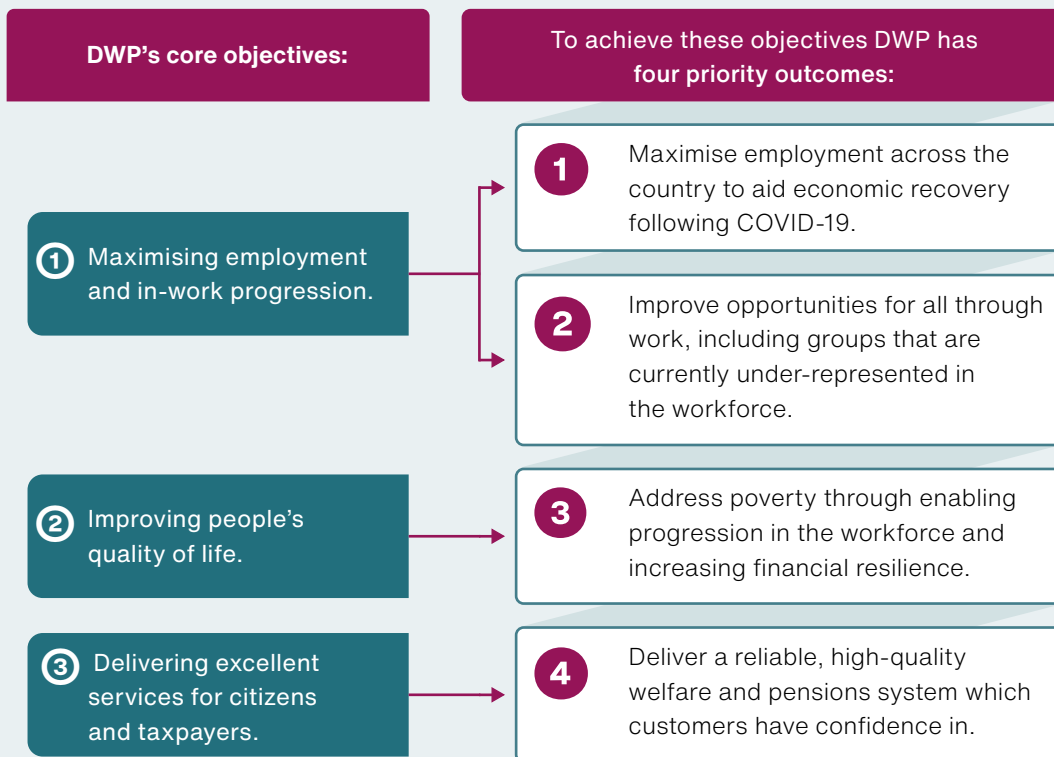 DWP's core objectives:
To achieve these objectives DWP has
four priority outcomes:
1 Maximising employment
and in-work progression.
1 Maximise employment across the
country to aid economic recovery
following COVID-19.
2 Improve opportunities for all through
work, including groups that are
currently under-represented in
the workforce.
2 Improving people's
quality of life.
3 Address poverty through enabling
progression in the workforce and
increasing financial resilience.
3 Delivering excellent
services for citizens
and taxpayers.
4 Deliver a reliable, high-quality
welfare and pensions system which
customers have confidence in.